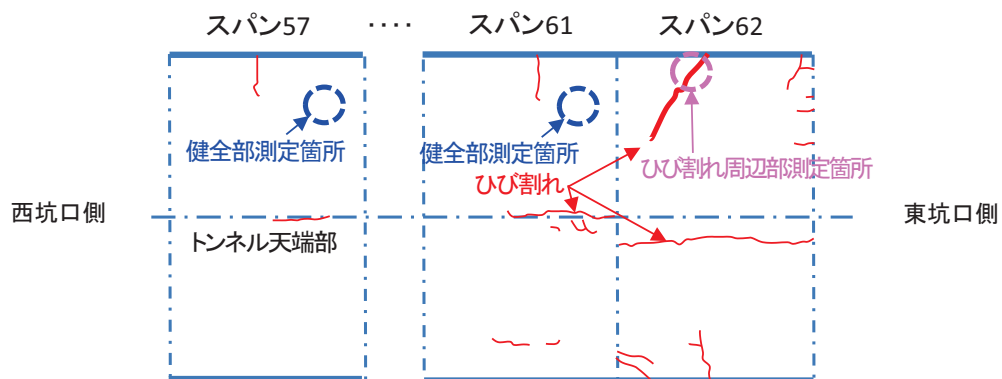 スパン57
‥‥
スパン61
スパン62
健全部測定箇所
健全部測定箇所
ひび割れ周辺部測定箇所
ひび割れ
西坑口側
東坑口側
トンネル天端部